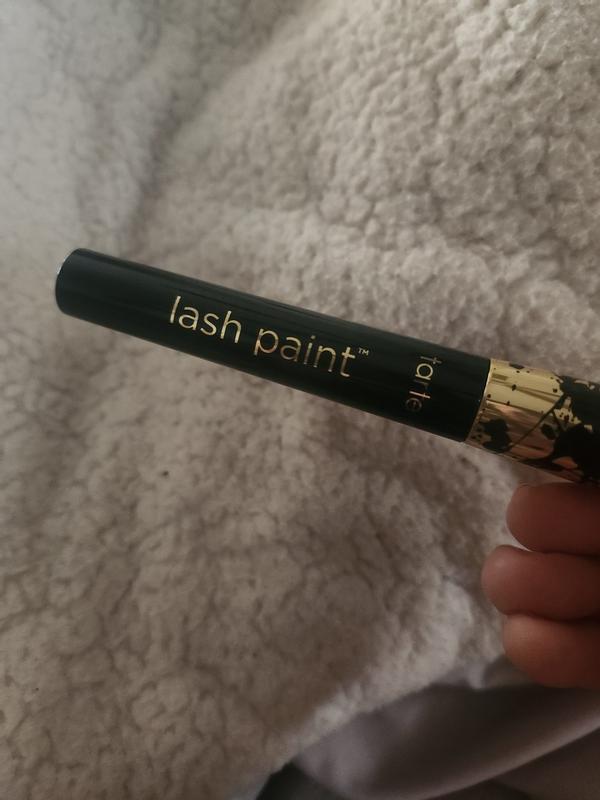 lash paint™
tarte